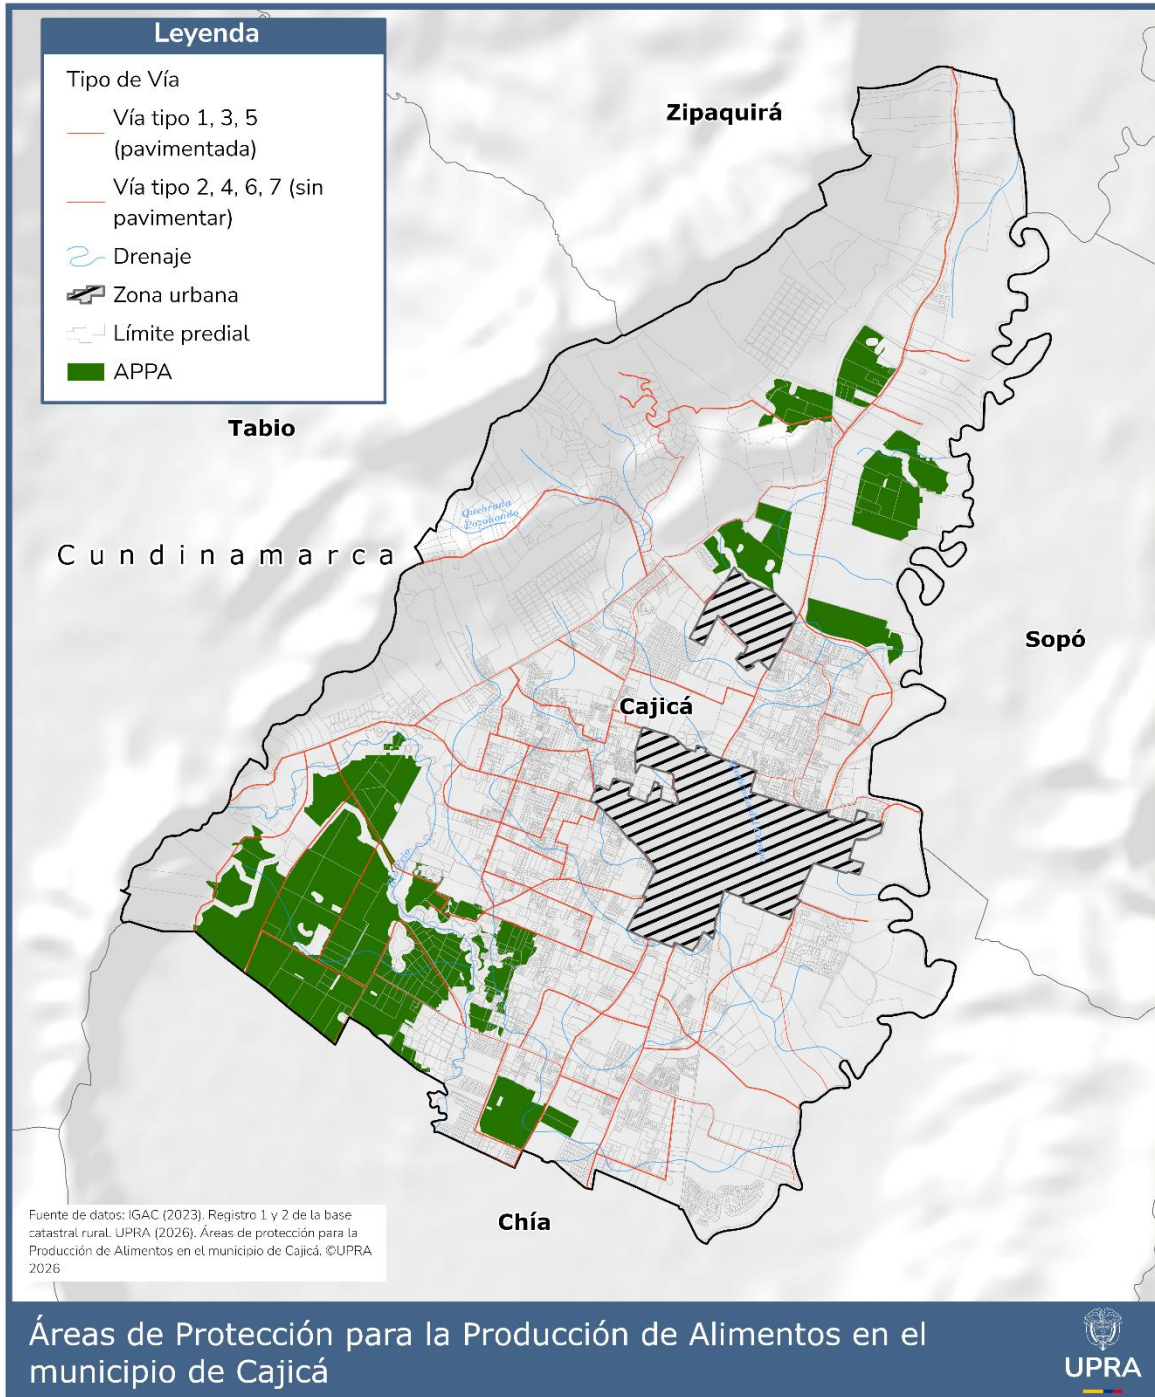 Leyenda
Tipo de Vía
Vía tipo 1, 3, 5
(pavimentada)
Vía tipo 2, 4, 6, 7 (sin
pavimentar)
Drenaje
Zona urbana
Límite predial
APPA
Zipaquirá
Tabio
Quebrada
Pozohondo
Cundinamarca
Sopó
Cajicá
Chía
Fuente de datos: IGAC (2023). Registro 1 y 2 de la base
catastral rural. UPRA (2026). Áreas de protección para la
Producción de Alimentos en el municipio de Cajicá. ©UPRA
2026
Áreas de Protección para la Producción de Alimentos en el
municipio de Cajicá
UPRA